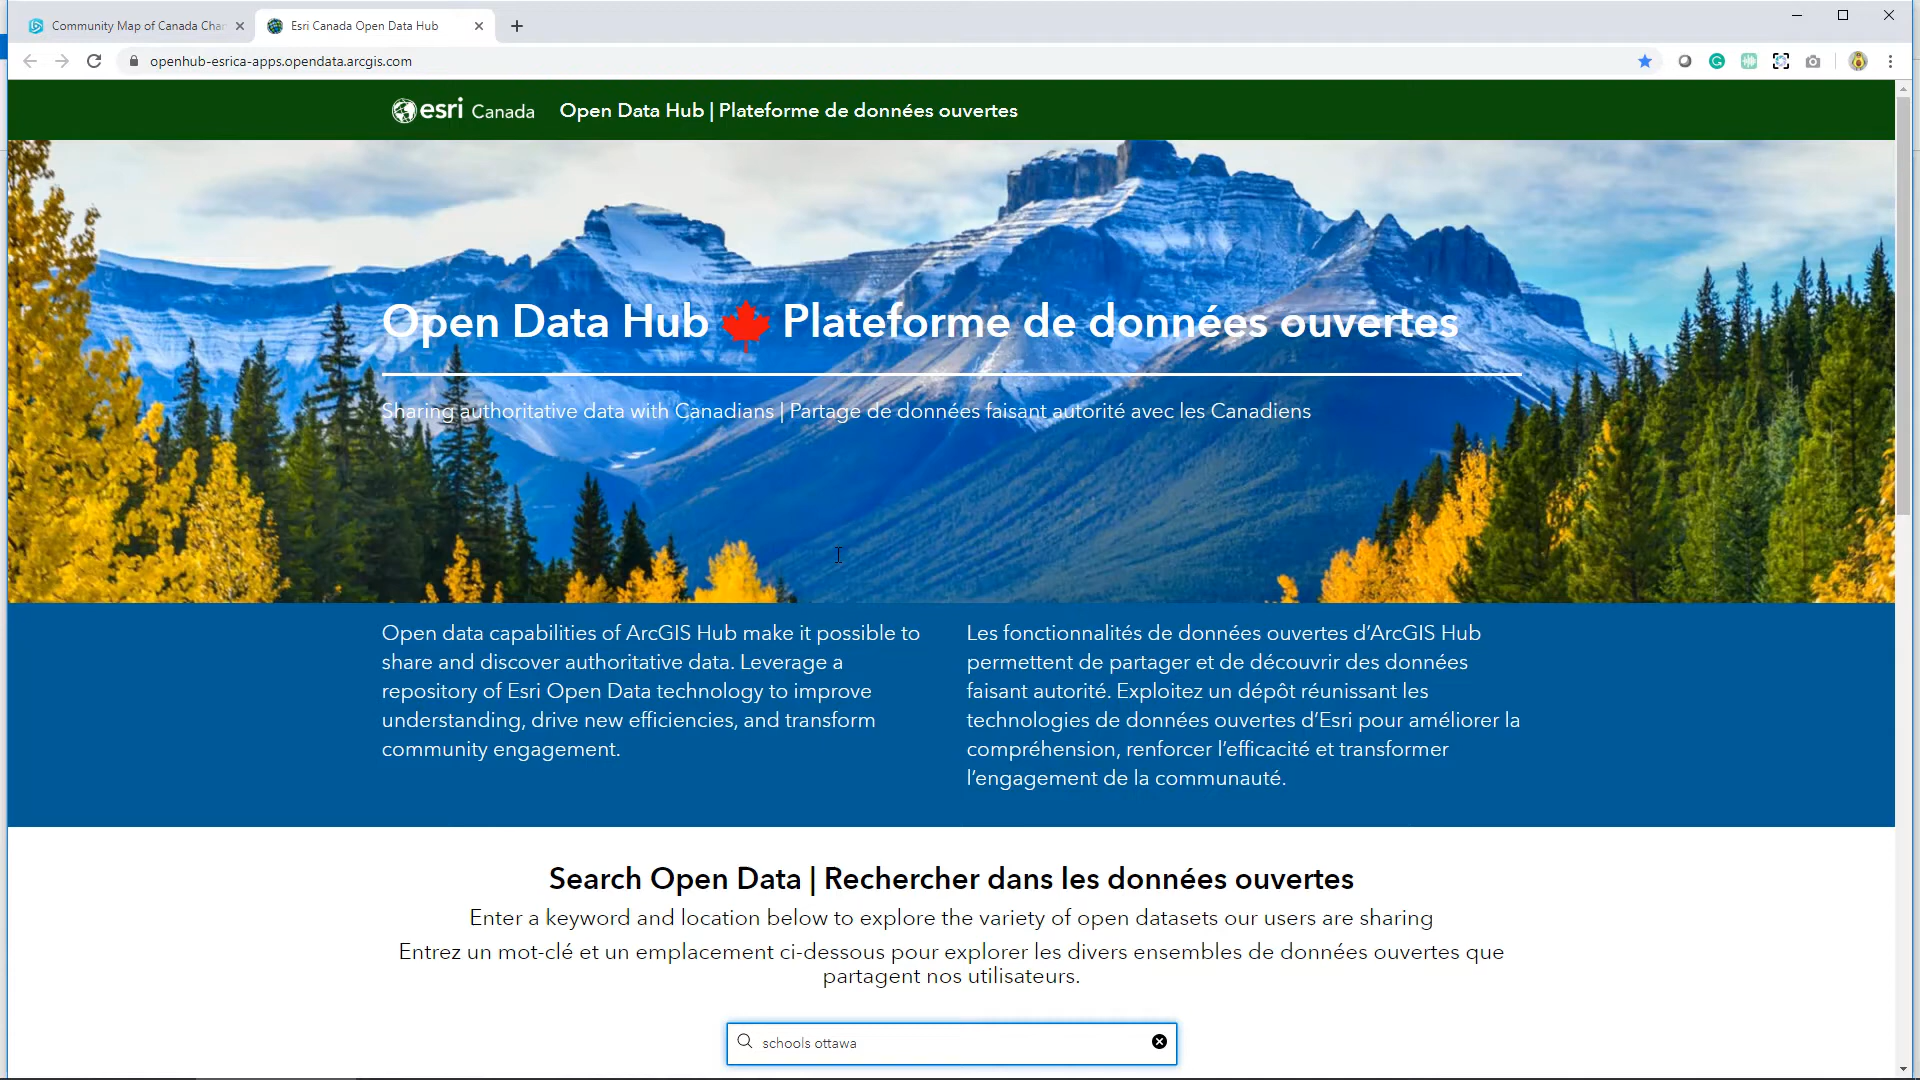 Community Map of Canada Cha
Esri Canada Open Data Hub
openhub-esrica-apps.opendata.arcgis.com
esri Canada Open Data Hub | Plateforme de données ouvertes
Open Data Hub Plateforme de données ouvertes
Sharing authoritative data with Canadians | Partage de données faisant autorité avec les Canadiens
Open data capabilities of ArcGIS Hub make it possible to
share and discover authoritative data. Leverage a
repository of Esri Open Data technology to improve
understanding, drive new efficiencies, and transform
community engagement.
Les fonctionnalités de données ouvertes d’ArcGIS Hub
permettent de partager et de découvrir des données
faisant autorité. Exploitez un dépôt réunissant les
technologies de données ouvertes d’Esri pour améliorer la
compréhension, renforcer l’efficacité et transformer
l’engagement de la communauté.
Search Open Data | Rechercher dans les données ouvertes
Enter a keyword and location below to explore the variety of open datasets our users are sharing
Entrez un mot-clé et un emplacement ci-dessous pour explorer les divers ensembles de données ouvertes que
partagent nos utilisateurs.
schools ottawa